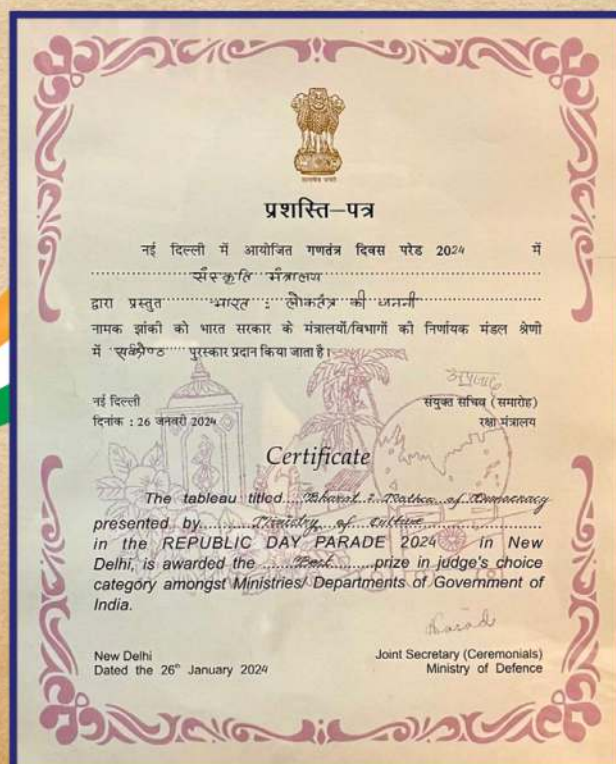 सत्यमेव जयते
प्रशस्ति–पत्र
नई दिल्ली में आयोजित गणतंत्र दिवस परेड 2024 में
संस्कृति मंत्रालय
द्वारा प्रस्तुत भारत : लोकतंत्र की जननी
नामक झांकी को भारत सरकार के मंत्रालयों/विभागों की निर्णायक मंडल श्रेणी
में सर्वश्रेष्ठ पुरस्कार प्रदान किया जाता है।
नई दिल्ली संयुक्त सचिव (समारोह)
दिनांक : 26 जनवरी 2024 रक्षा मंत्रालय
Certificate
The tableau titled Bharat : Mother of Democracy
presented by Ministry of Culture
in the REPUBLIC DAY PARADE 2024 in New
Delhi, is awarded the Best prize in judge's choice
category amongst Ministries/ Departments of Government of
India.
New Delhi Joint Secretary (Ceremonials)
Dated the 26th January 2024 Ministry of Defence